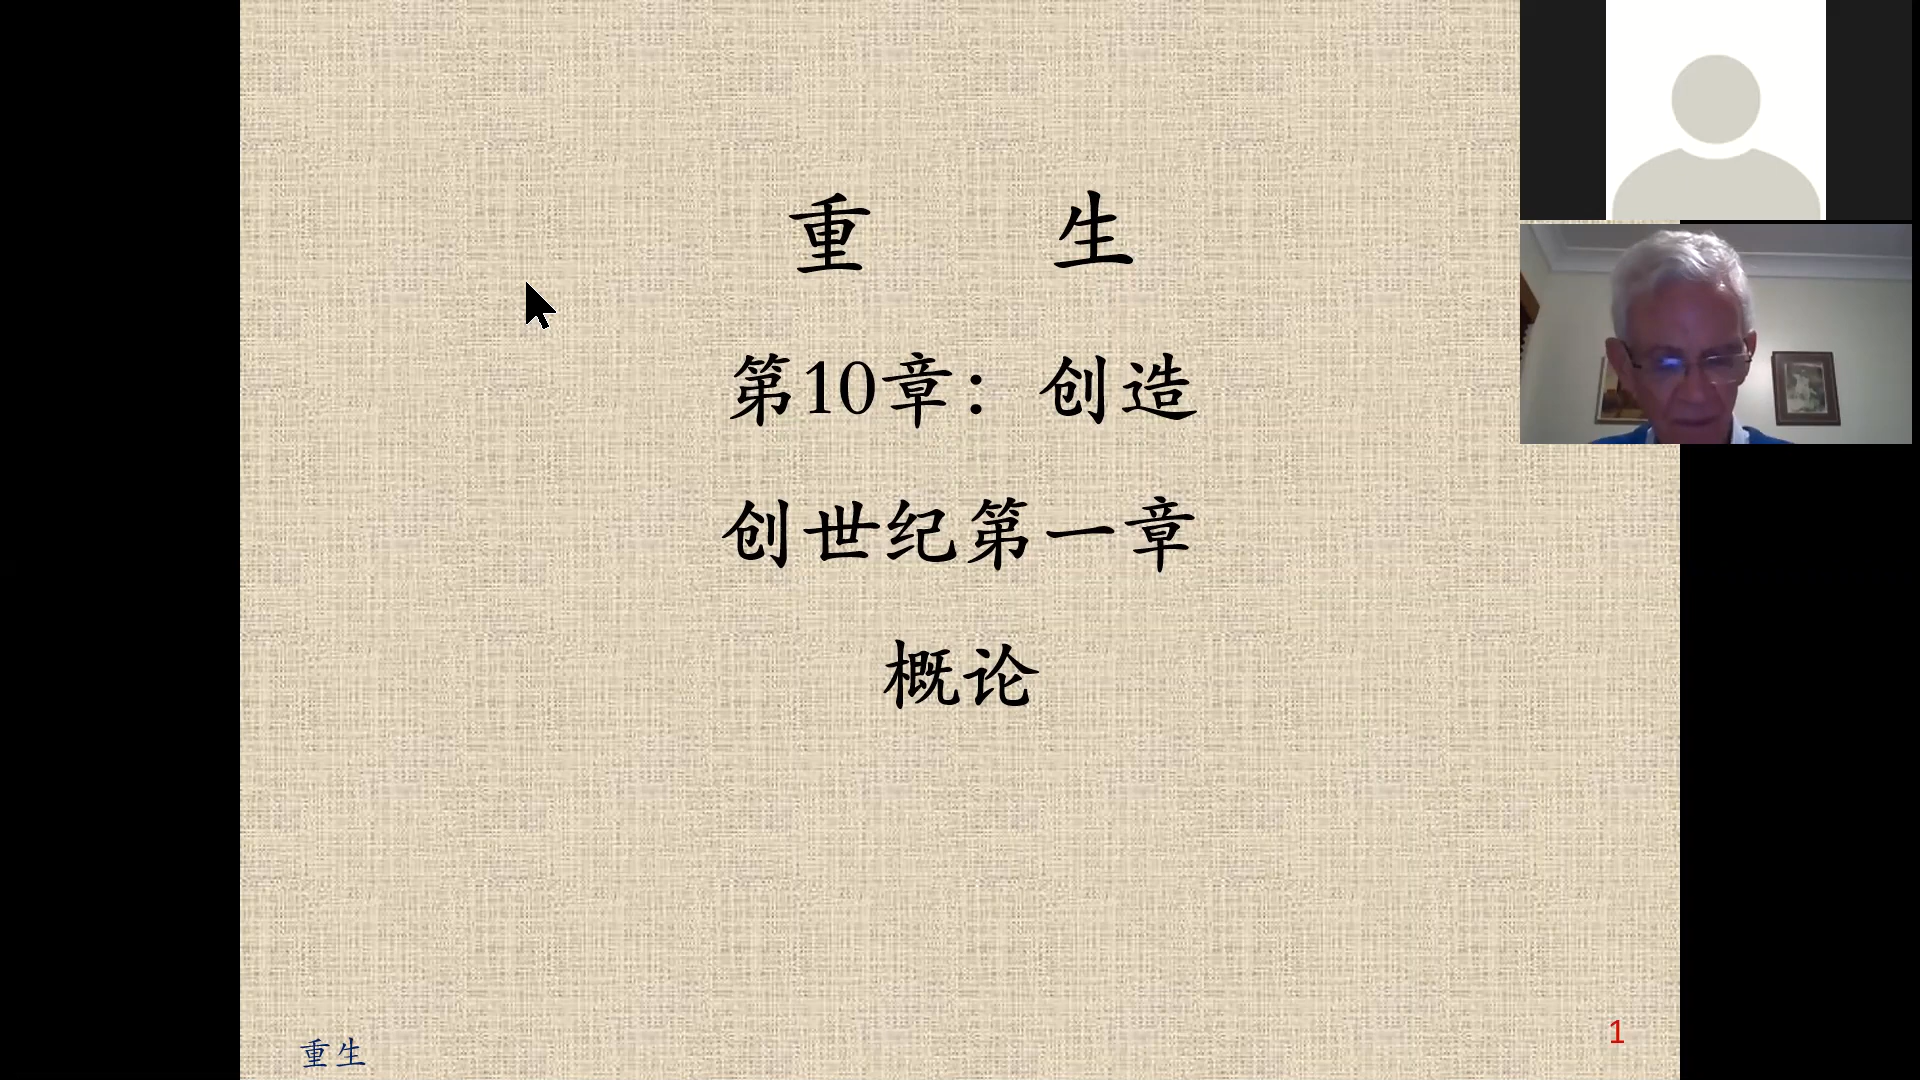 重 生
第10章：创造
创世纪第一章
概论
重生
1